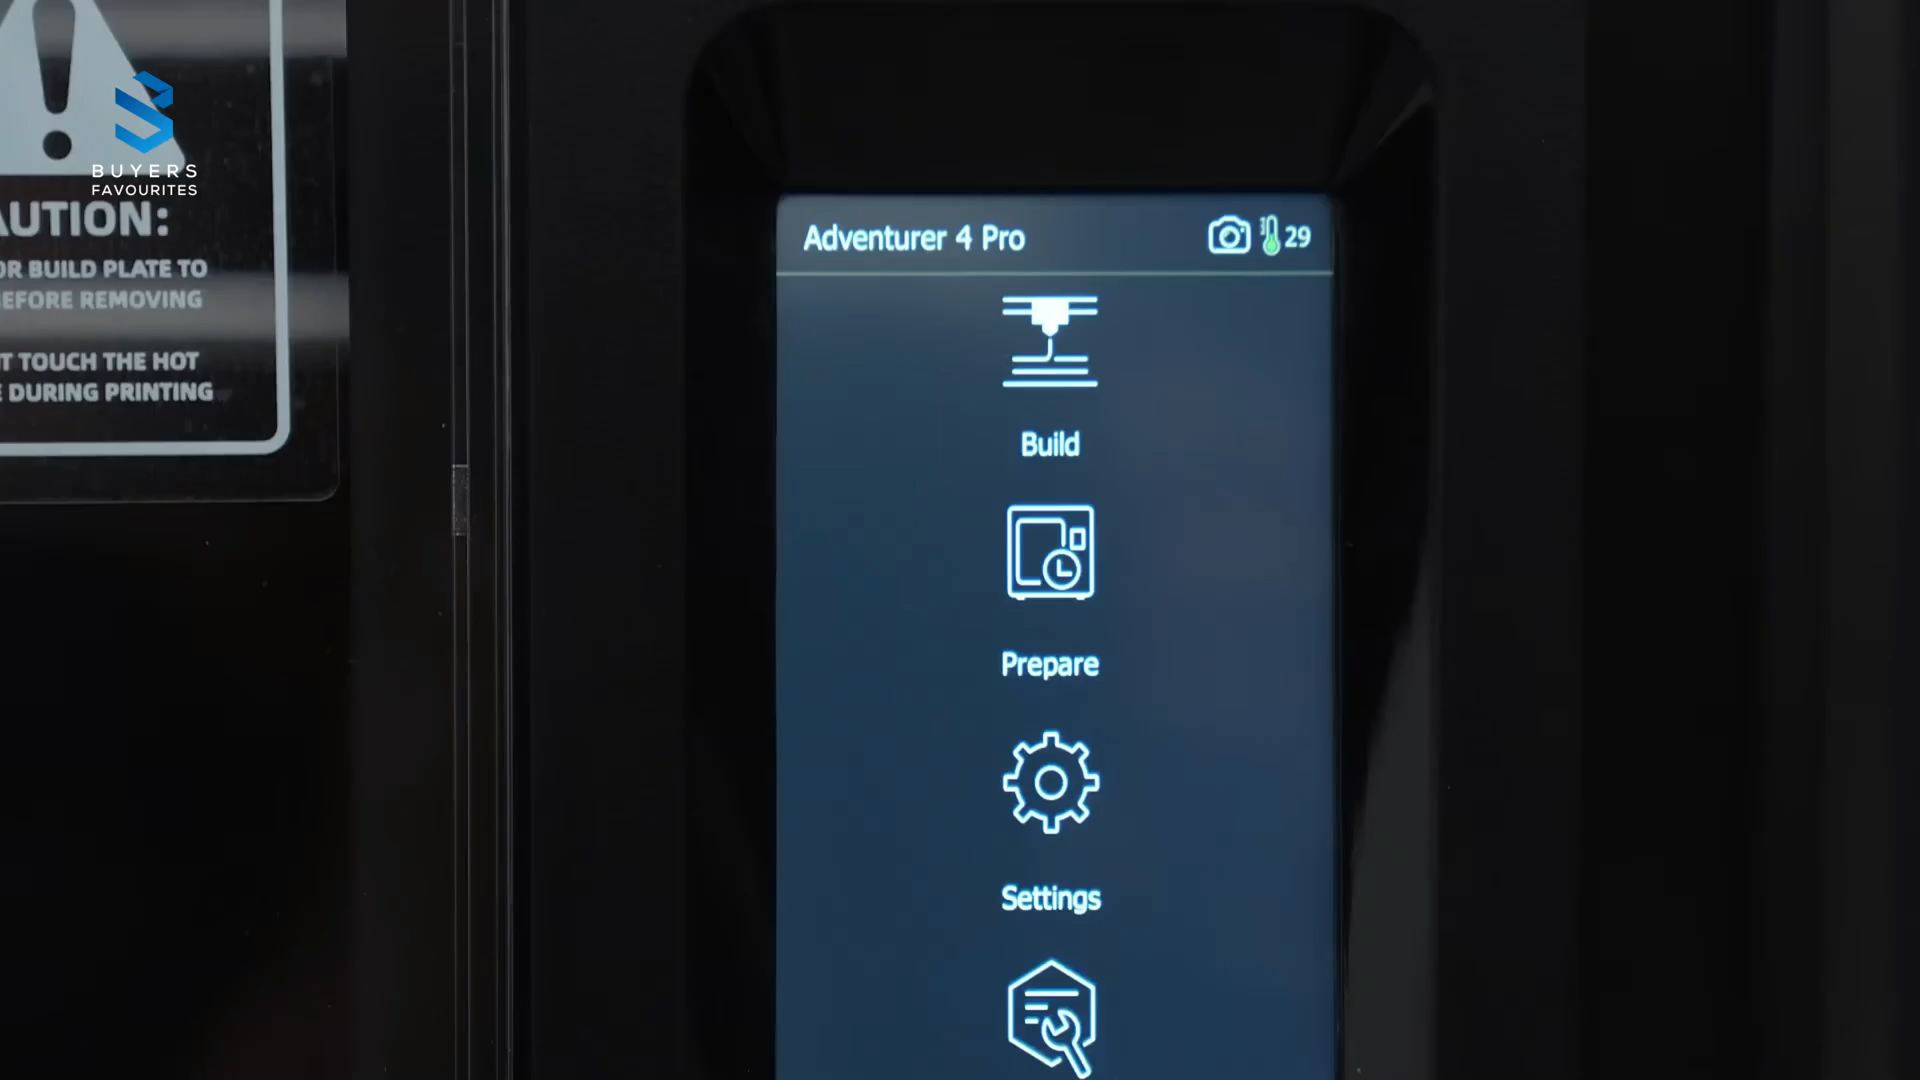 BUYERS
FAVOURITES
AUTION:
OR BUILD PLATE TO
EFORE REMOVING
T TOUCH THE HOT
E DURING PRINTING
Adventurer 4 Pro
29
Build
Prepare
Settings